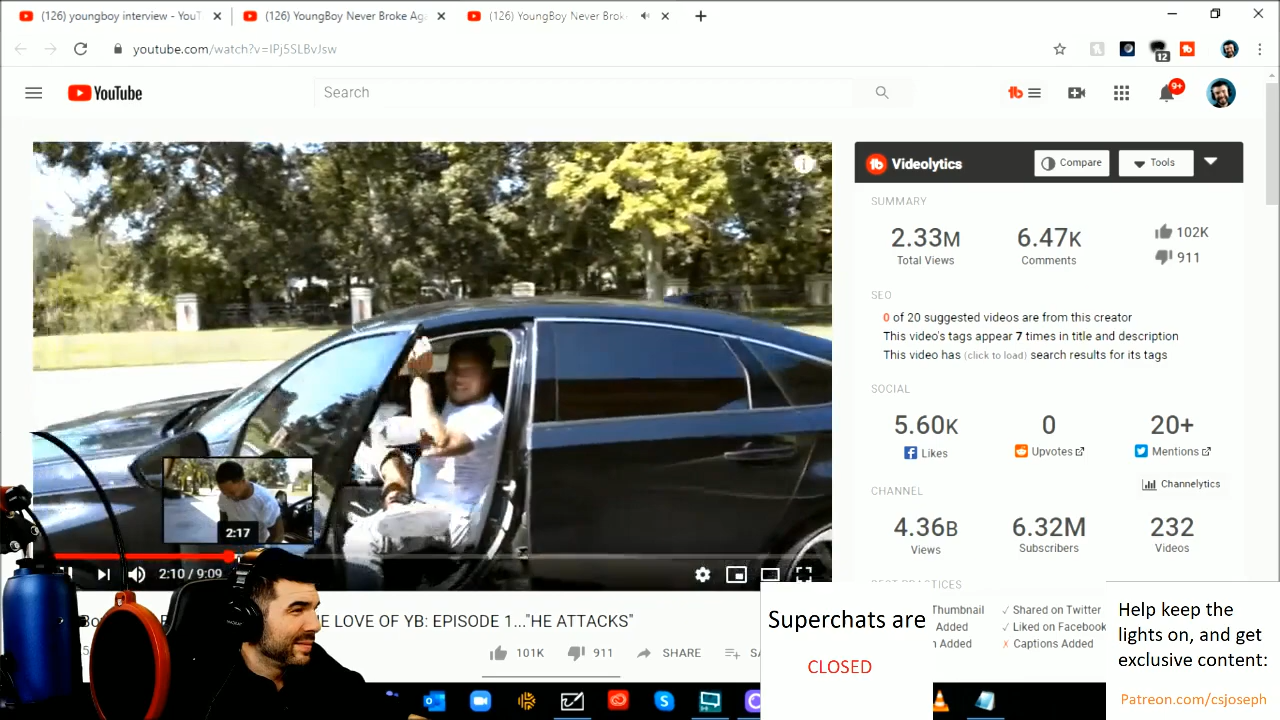 (126) youngboy interview - YouT
(126) YoungBoy Never Broke Aga
(126) YoungBoy Never Brok
youtube.com/watch?v=lPj5SLBvJsw
12
YouTube
Search
9+
Videolytics
Compare
Tools
SUMMARY
2.33M
6.47K
102K
Total Views
Comments
911
SEO
0 of 20 suggested videos are from this creator
This video's tags appear 7 times in title and description
This video has (click to load) search results for its tags
SOCIAL
5.60K
0
20+
Likes
Upvotes
Mentions
Channelytics
CHANNEL
4.36B
6.32M
232
Views
Subscribers
Videos
2:17
2:10 / 9:09
E LOVE OF YB: EPISODE 1..."HE ATTACKS"
101K
911
SHARE
Superchats are
CLOSED
Thumbnail
Shared on Twitter
Added
Liked on Facebook
Added
Captions Added
Help keep the
lights on, and get
exclusive content:
Patreon.com/csjoseph